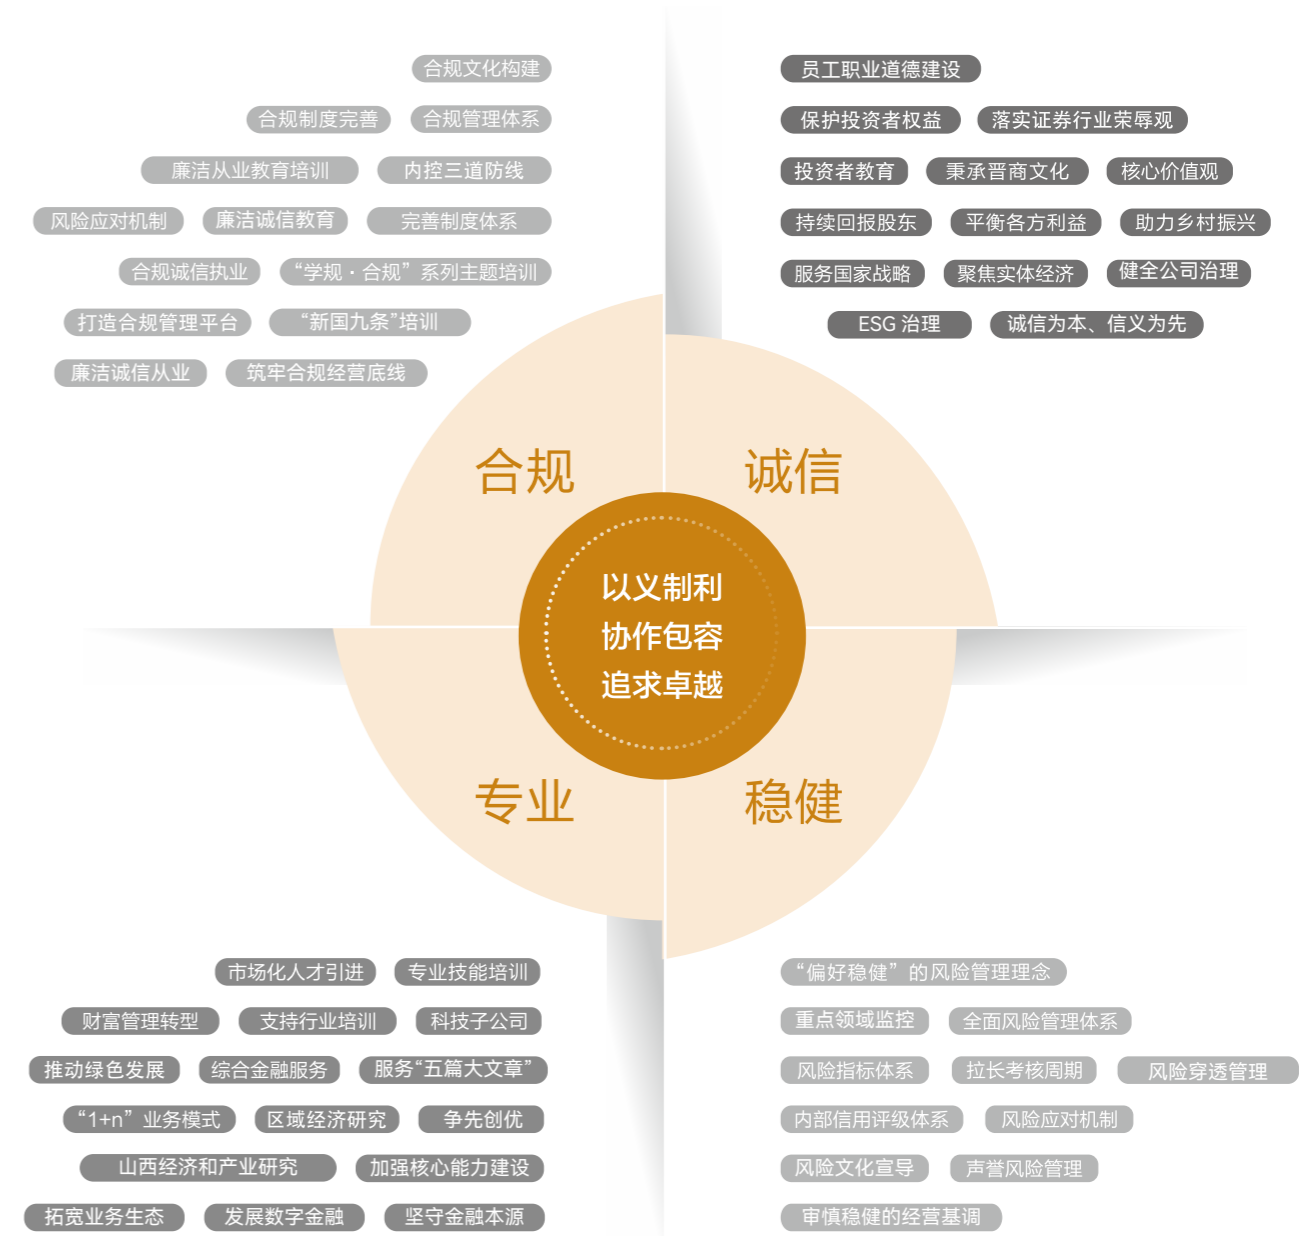 合规文化构建
合规制度完善
合规管理体系
廉洁从业教育培训
内控三道防线
风险应对机制
廉洁诚信教育
完善制度体系
合规诚信执业
“学规·合规”系列主题培训
打造合规管理平台
“新国九条”培训
廉洁诚信从业
筑牢合规经营底线
员工职业道德建设
保护投资者权益
落实证券行业荣辱观
投资者教育
秉承晋商文化
核心价值观
持续回报股东
平衡各方利益
助力乡村振兴
服务国家战略
聚焦实体经济
健全公司治理
ESG 治理
诚信为本、信义为先
合规
诚信
以义制利
协作包容
追求卓越
专业
稳健
市场化人才引进
专业技能培训
财富管理转型
支持行业培训
科技子公司
推动绿色发展
综合金融服务
服务“五篇大文章”
“1+n”业务模式
区域经济研究
争先创优
山西经济和产业研究
加强核心能力建设
拓宽业务生态
发展数字金融
坚守金融本源
“偏好稳健”的风险管理理念
重点领域监控
全面风险管理体系
风险指标体系
拉长考核周期
风险穿透管理
内部信用评级体系
风险应对机制
风险文化宣导
声誉风险管理
审慎稳健的经营基调